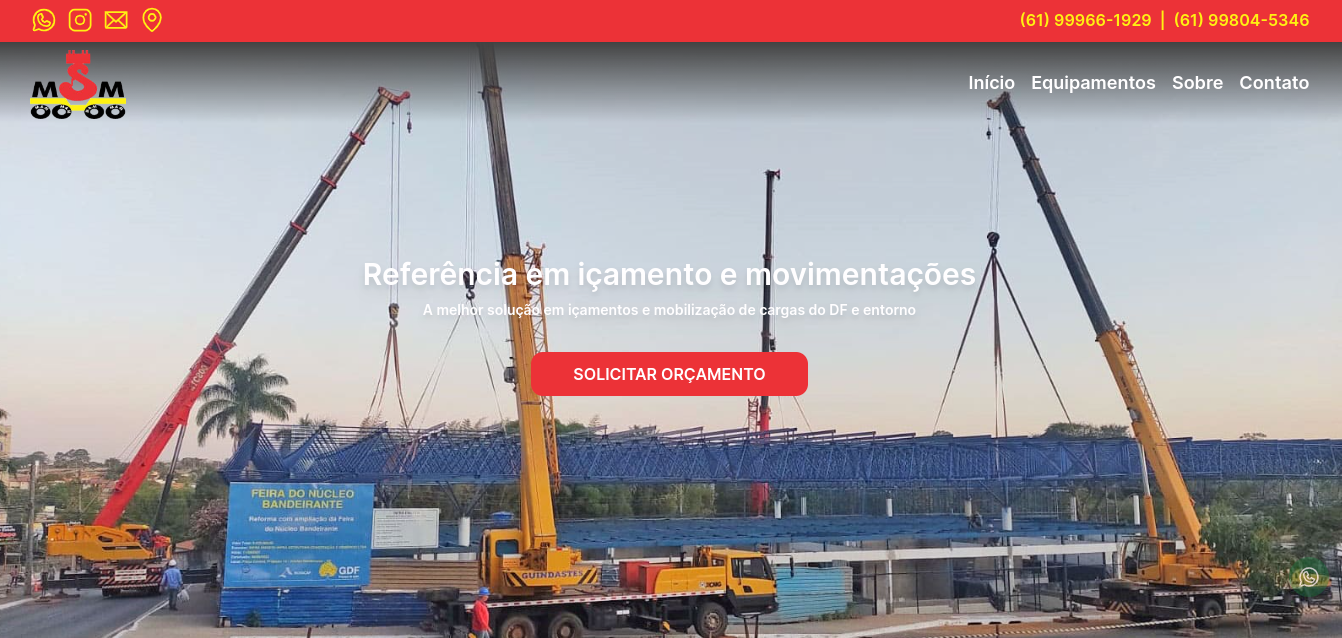 (61) 99966-1929 | (61) 99804-5346
MSM
Início Equipamentos Sobre Contato
Referência em içamento e movimentações
A melhor solução em içamentos e mobilização de cargas do DF e entorno
SOLICITAR ORÇAMENTO
FEIRA DO NÚCLEO
BANDEIRANTE
Reforma com ampliação da Feira
do Núcleo Bandeirante
GDF
GUINDASTES
XCMG